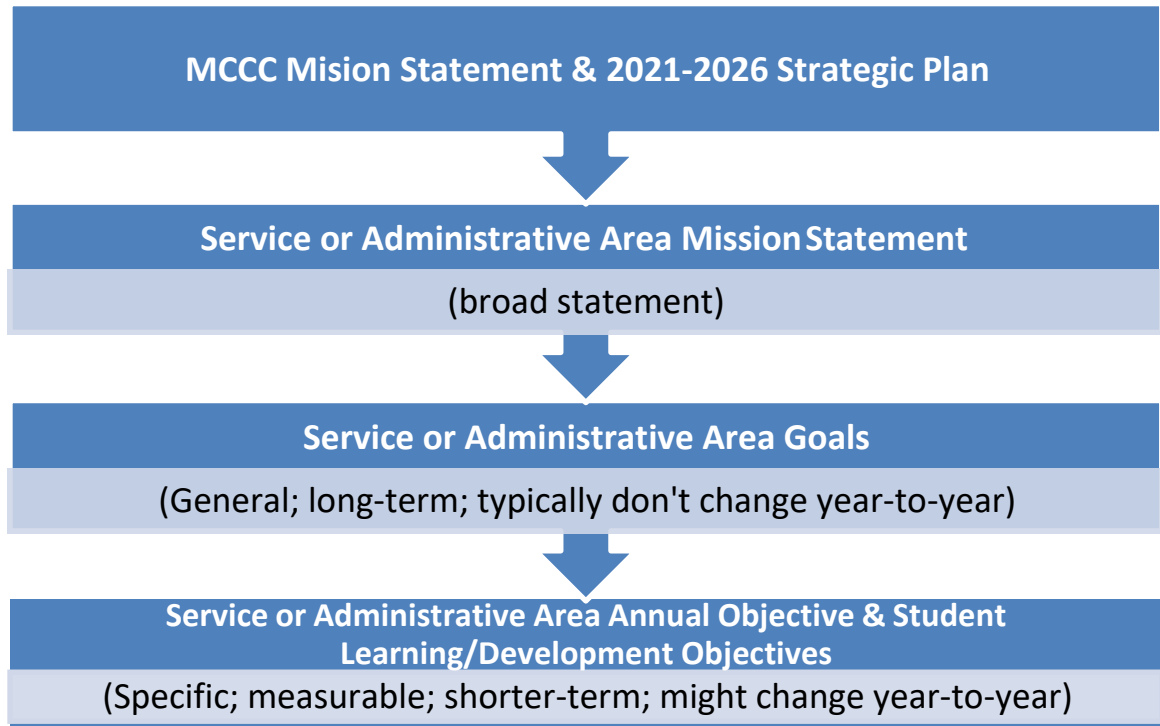 MCCC Mision Statement & 2021-2026 Strategic Plan
Service or Administrative Area Mission Statement
(broad statement)
Service or Administrative Area Goals
(General; long-term; typically don't change year-to-year)
Service or Administrative Area Annual Objective & Student
Learning/Development Objectives
(Specific; measurable; shorter-term; might change year-to-year)